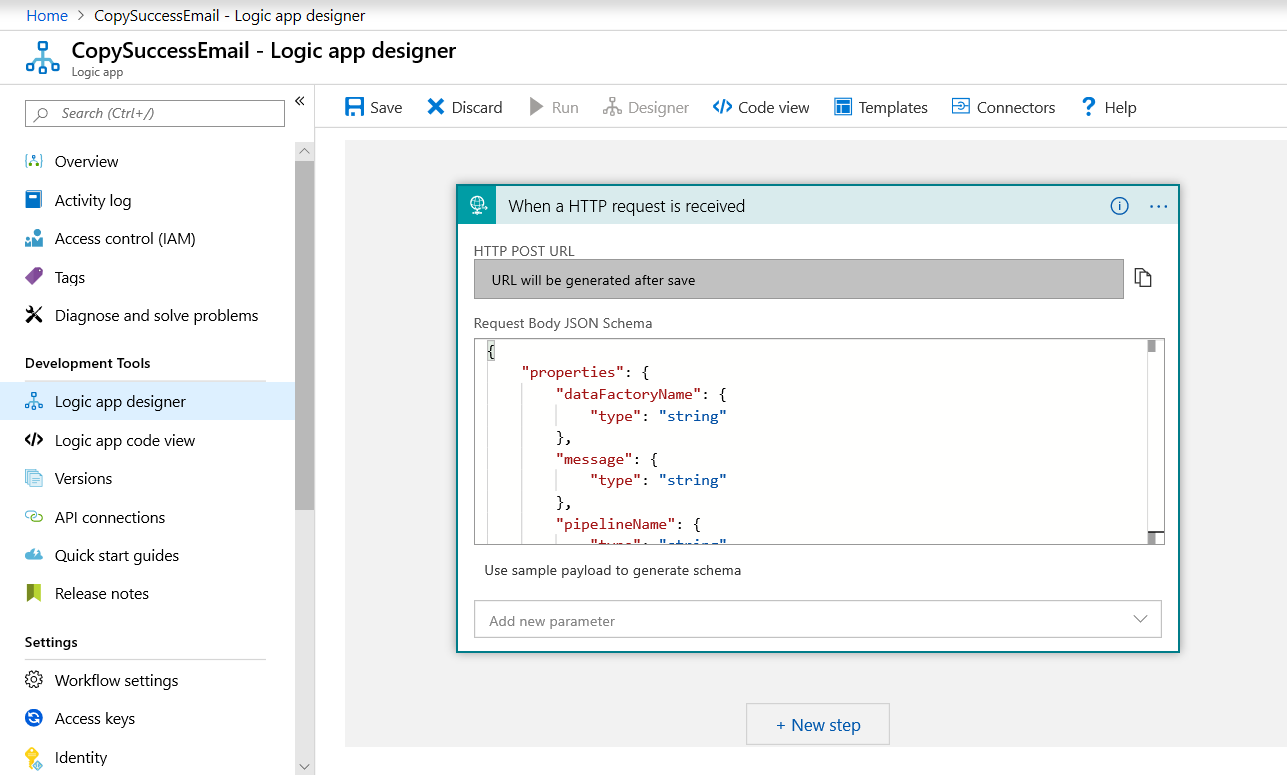 Home > CopySuccessEmail - Logic app designer
CopySuccessEmail - Logic app designer
Logic app
Search (Ctrl+/)
«
Overview
Activity log
Access control (IAM)
Tags
Diagnose and solve problems
Development Tools
Logic app designer
Logic app code view
Versions
API connections
Quick start guides
Release notes
Settings
Workflow settings
Access keys
Identity
Save Discard Run Designer </> Code view Templates Connectors ? Help
When a HTTP request is received
HTTP POST URL
URL will be generated after save
Request Body JSON Schema
{
"properties": {
"dataFactoryName": {
"type": "string"
},
"message": {
"type": "string"
},
"pipelineName": {
"type": "string"
Use sample payload to generate schema
Add new parameter
+ New step